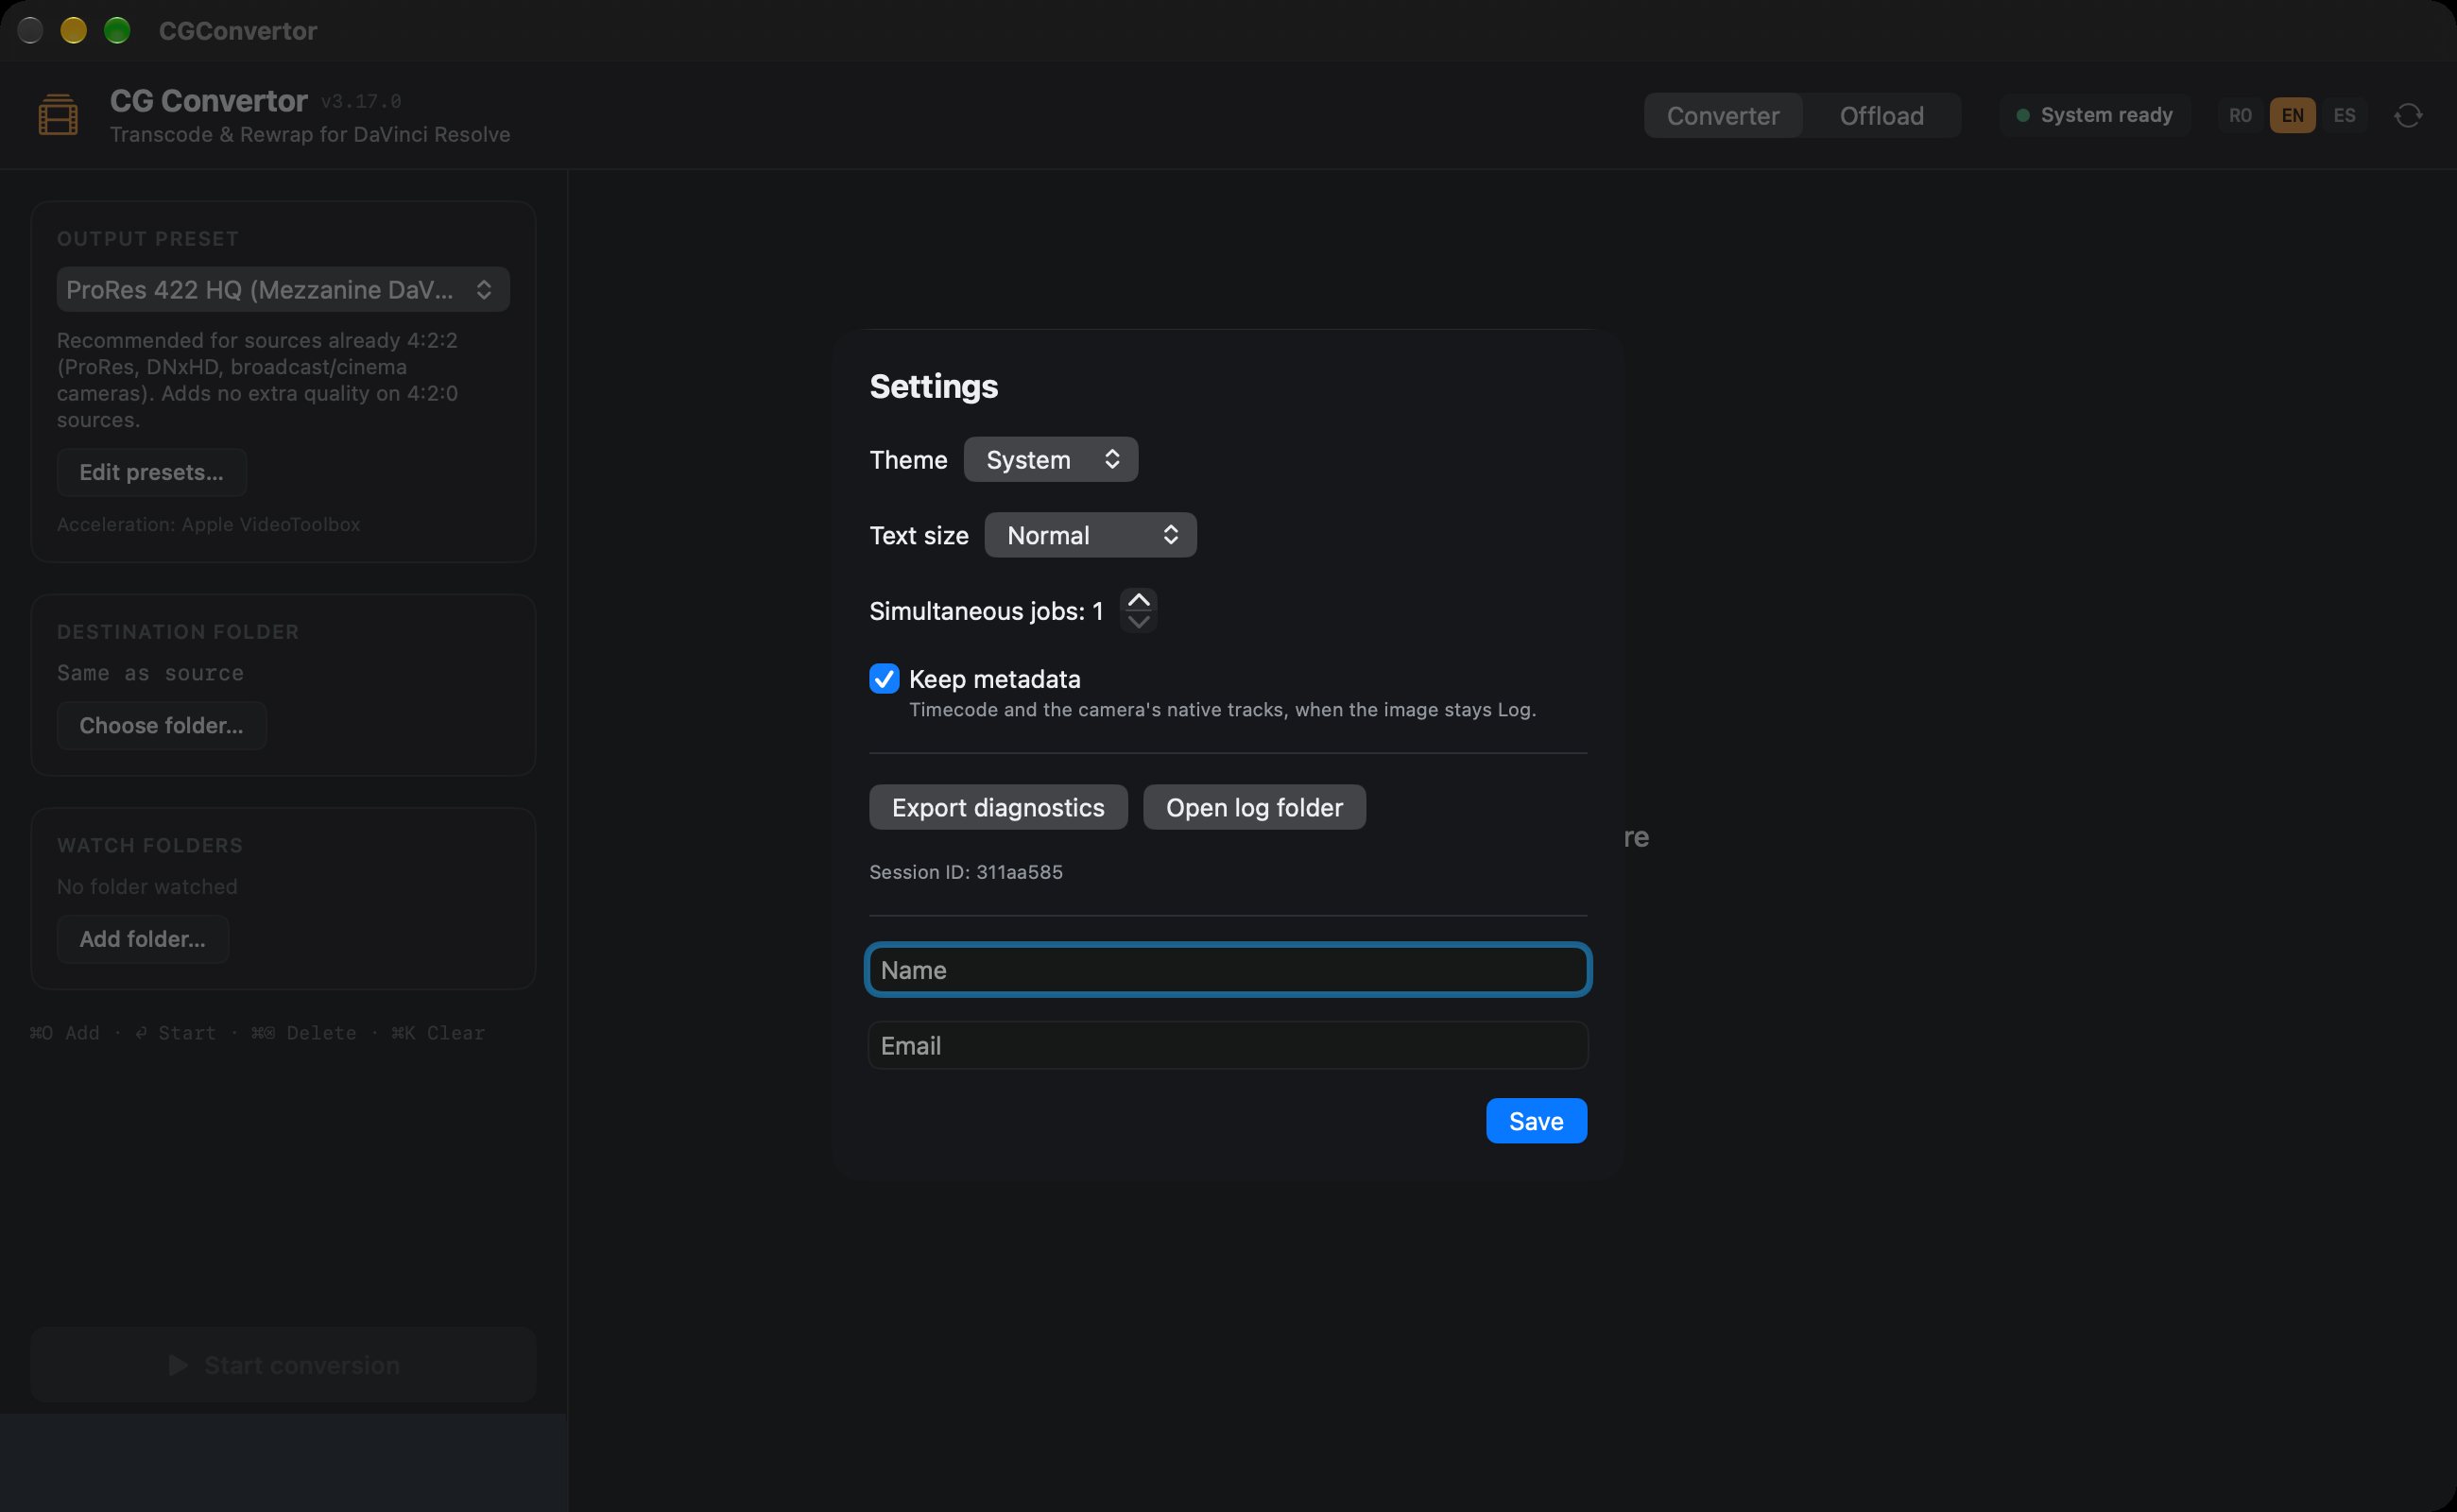 CGConvertor
CG Convertor v3.17.0
Transcode & Rewrap for DaVinci Resolve
Converter Offload System ready RO EN ES
OUTPUT PRESET
ProRes 422 HQ (Mezzanine DaV...
Recommended for sources already 4:2:2
(ProRes, DNxHD, broadcast/cinema
cameras). Adds no extra quality on 4:2:0
sources.
Edit presets...
Acceleration: Apple VideoToolbox
DESTINATION FOLDER
Same as source
Choose folder...
WATCH FOLDERS
No folder watched
Add folder...
⌘O Add · ⏎ Start · ⌘⌫ Delete · ⌘K Clear
Start conversion
Settings
Theme System
Text size Normal
Simultaneous jobs: 1
Keep metadata
Timecode and the camera's native tracks, when the image stays Log.
Export diagnostics Open log folder
re
Session ID: 311aa585
Name
Email
Save